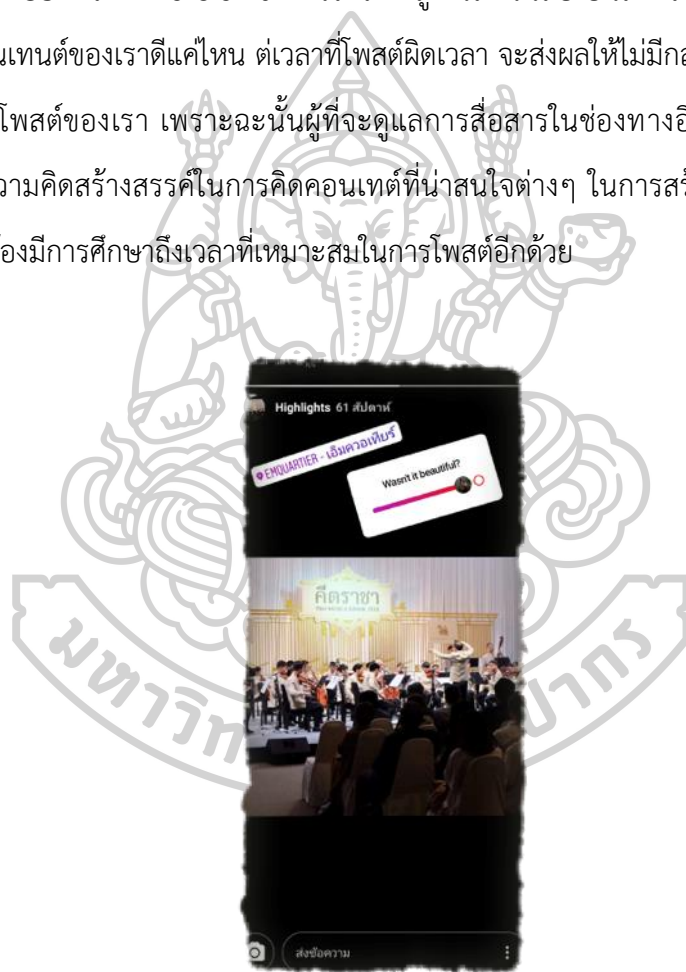 นเทนต์ของเราดีแค่ไหน ต่เวลาที่โพสต์ผิดเวลา จะส่งผลให้ไม่มีกล
โพสต์ของเรา เพราะฉะนั้นผู้ที่จะดูแลการสื่อสารในช่องทางอิ
วามคิดสร้างสรรค์ในการคิดคอนเทต์ที่น่าสนใจต่างๆ ในการสร้
องมีการศึกษาถึงเวลาที่เหมาะสมในการโพสต์อีกด้วย
Highlights 61 สัปดาห์
EMQUARTIER - เอ็มควอเทียร์
Wasn't it beautiful?
คีตราชา
ส่งข้อความ